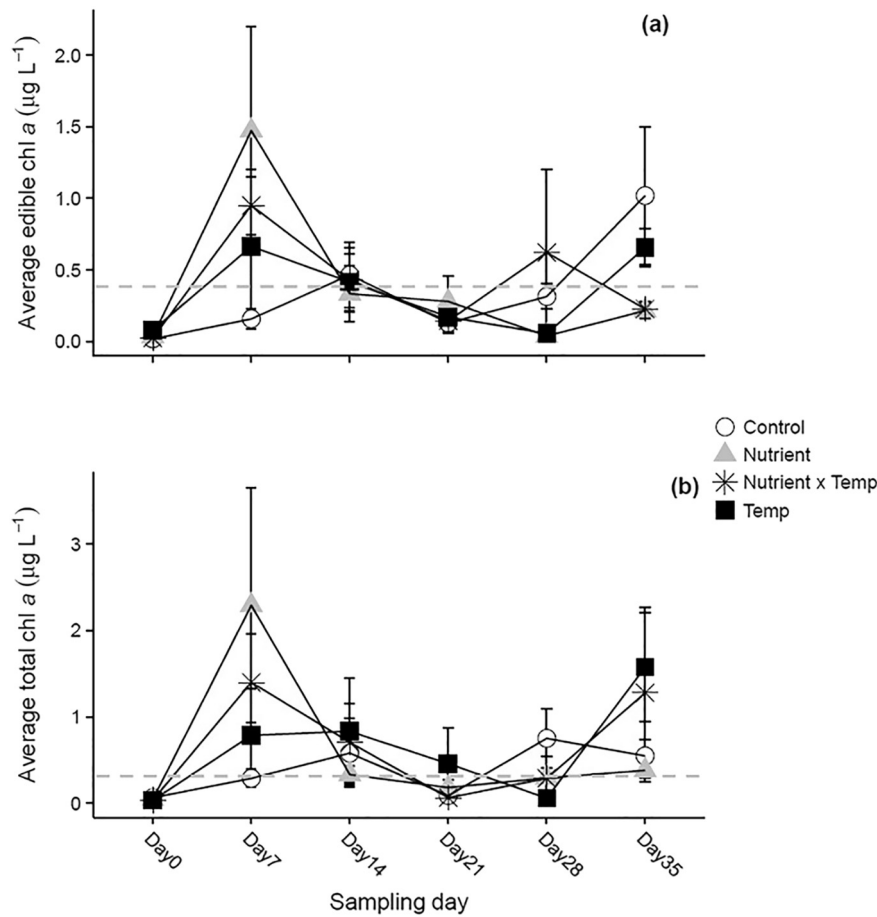 (a)
Average edible chl a (µg L⁻¹)
2.0
1.5
1.0
0.5
0.0
Control
Nutrient
Nutrient x Temp
Temp
(b)
Average total chl a (µg L⁻¹)
3
2
1
0
Day0
Day7
Day14
Day21
Day28
Day35
Sampling day